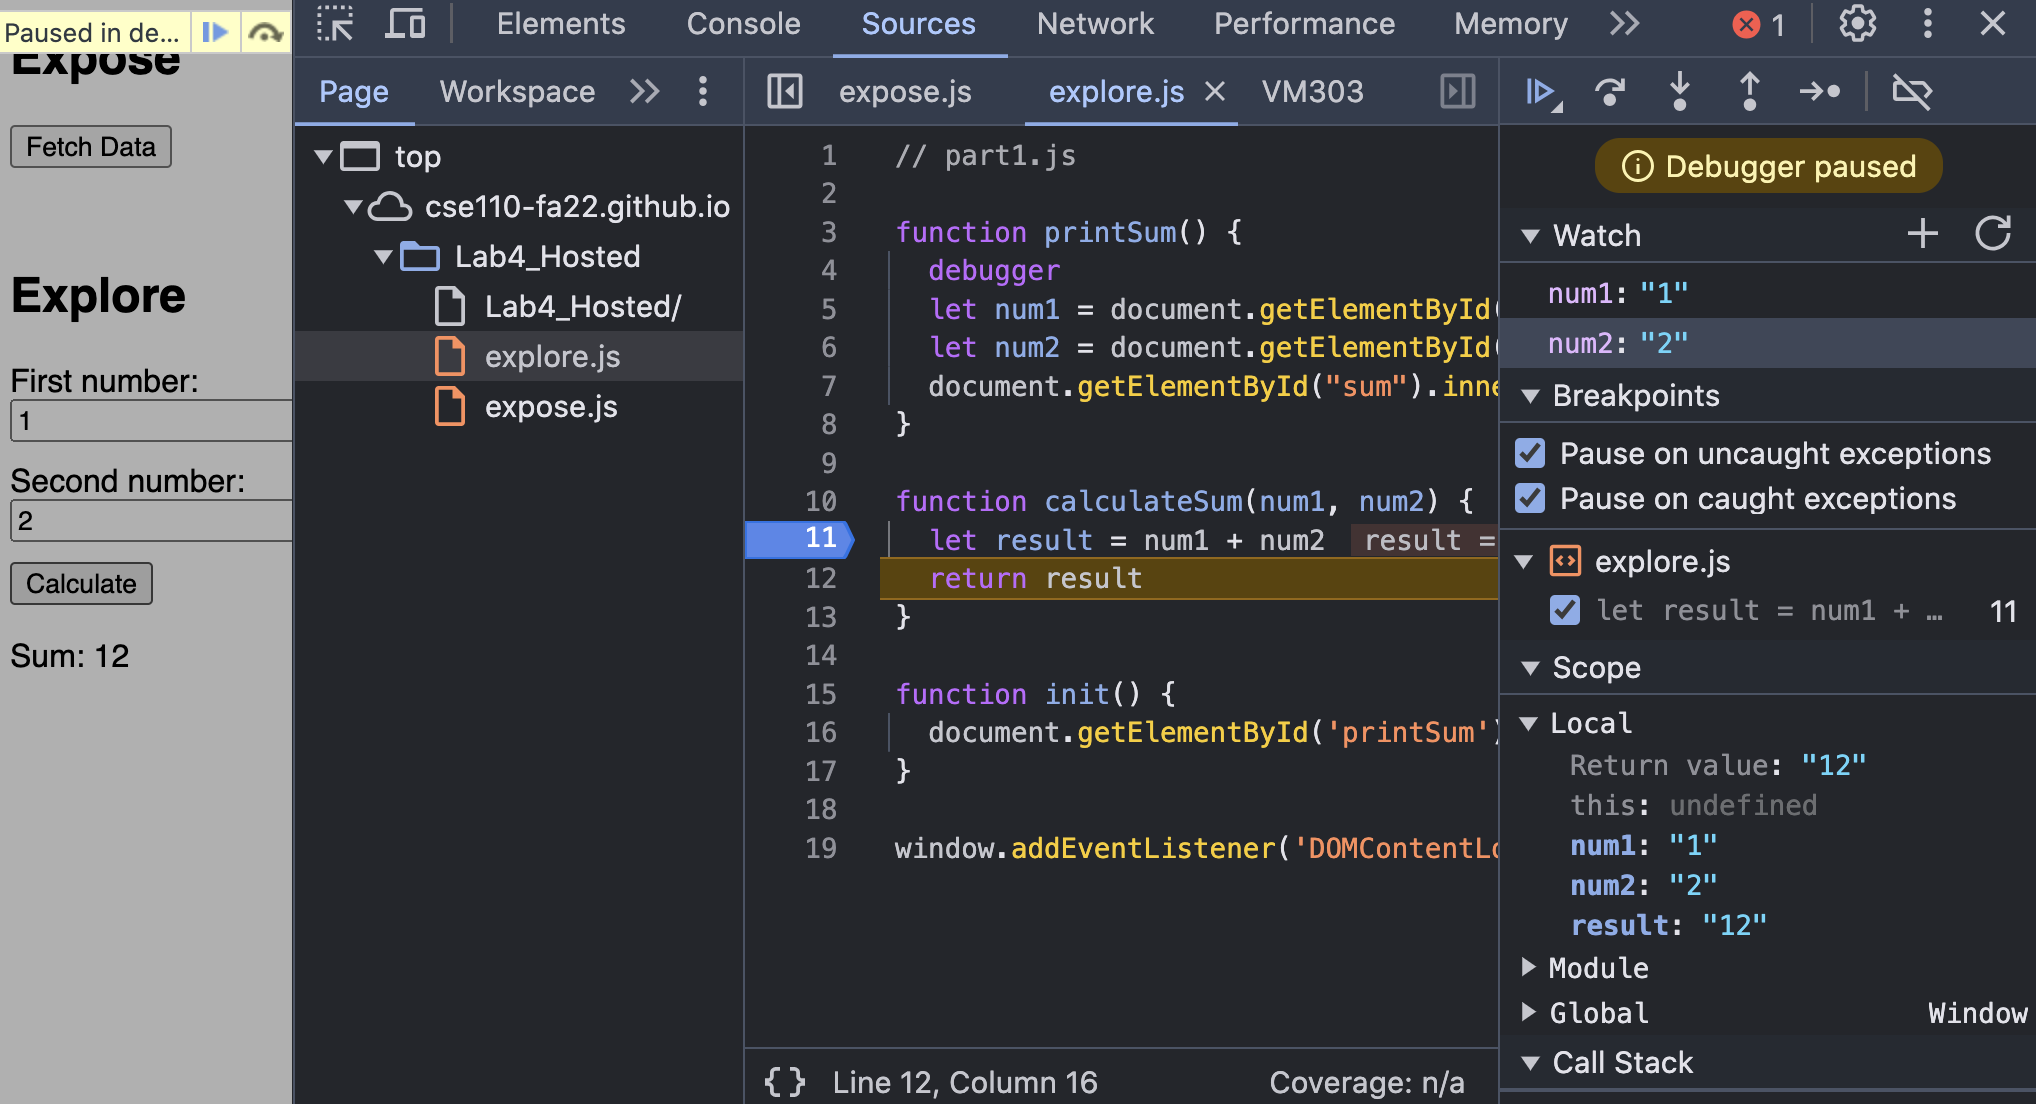 Paused in de...
Expose
Fetch Data
Explore
First number:
1
Second number:
2
Calculate
Sum: 12
Elements
Console
Sources
Network
Performance
Memory
1
Page
Workspace
top
cse110-fa22.github.io
Lab4_Hosted
Lab4_Hosted/
explore.js
expose.js
expose.js
explore.js
VM303
1 // part1.js
2
3 function printSum() {
4 debugger
5 let num1 = document.getElementById(
6 let num2 = document.getElementById(
7 document.getElementById("sum").inne
8 }
9
10 function calculateSum(num1, num2) {
11 let result = num1 + num2 result =
12 return result
13 }
14
15 function init() {
16 document.getElementById('printSum')
17 }
18
19 window.addEventListener('DOMContentLo
{ } Line 12, Column 16 Coverage: n/a
Debugger paused
Watch
num1: "1"
num2: "2"
Breakpoints
Pause on uncaught exceptions
Pause on caught exceptions
explore.js
let result = num1 + … 11
Scope
Local
Return value: "12"
this: undefined
num1: "1"
num2: "2"
result: "12"
Module
Global Window
Call Stack